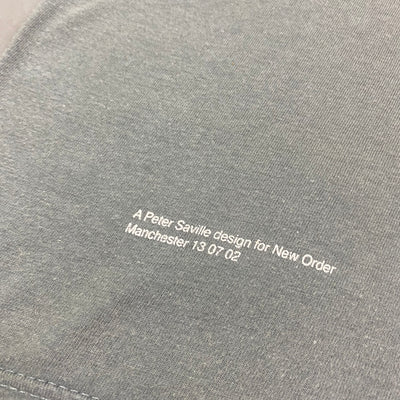 A Peter Saville design for New Order
Manchester 13 07 02